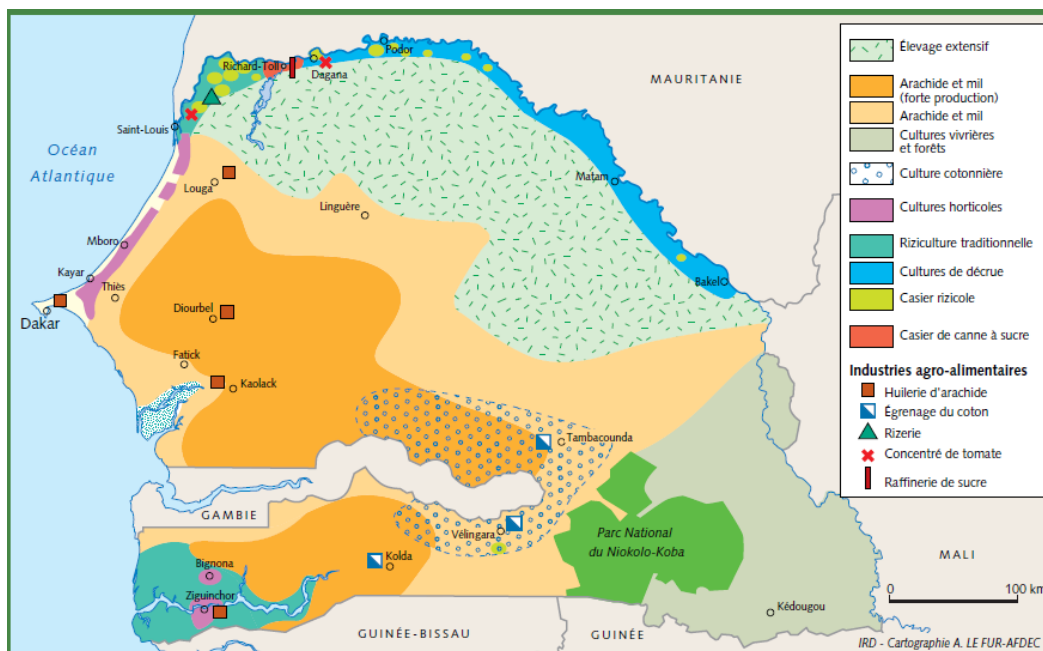 Podor
Richard-Toll
Dagana
MAURITANIE
Saint-Louis
Océan
Atlantique
Matam
Louga
Linguère
Mboro
Kayar
Bakel
Thiès
Dakar
Diourbel
Fatick
Kaolack
Tambacounda
GAMBIE
Vélingara
Parc National
du Niokolo-Koba
Kolda
Bignona
Ziguinchor
MALI
Kédougou
GUINÉE-BISSAU
GUINÉE
0
100 km
IRD - Cartographie A. LE FUR-AFDEC
Élevage extensif
Arachide et mil
(forte production)
Arachide et mil
Cultures vivrières
et forêts
Culture cotonnière
Cultures horticoles
Riziculture traditionnelle
Cultures de décrue
Casier rizicole
Casier de canne à sucre
Industries agro-alimentaires
Huilerie d'arachide
Égrenage du coton
Rizerie
Concentré de tomate
Raffinerie de sucre